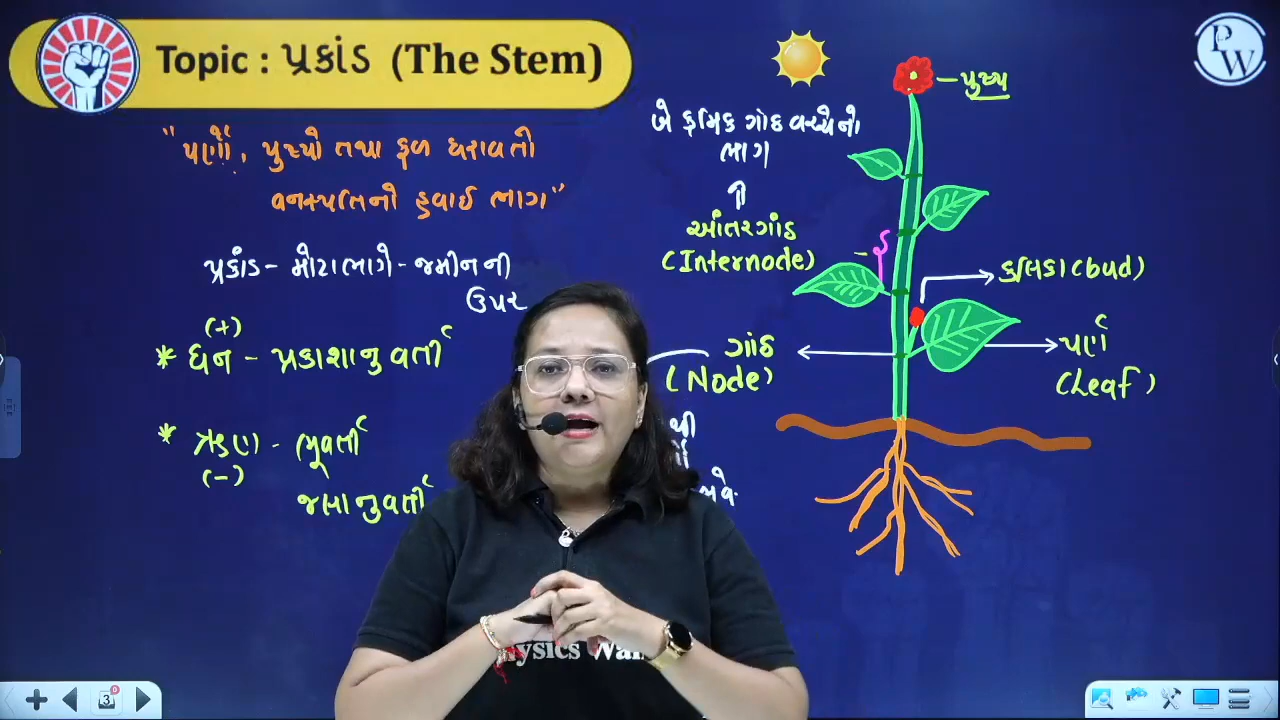 Topic : પ્રકાંડ (The Stem)
PW
"પર્ણો, પુષ્પો તથા ફળ ધરાવતો
વનસ્પતિનો હવાઈ ભાગ"
પ્રકાંડ - મોટાભાગે - જમીનની
ઉપર
(+)
* ધન - પ્રકાશાનુવર્તી
* ઋણ - ભૂવર્તી
(-)
જલાનુવર્તી
બે ક્રમિક ગાંઠ વચ્ચેનો
ભાગ
આંતરગાંઠ
(Internode)
ગાંઠ
(Node)
પુષ્પ
કલિકા (bud)
પર્ણ
(Leaf)
3